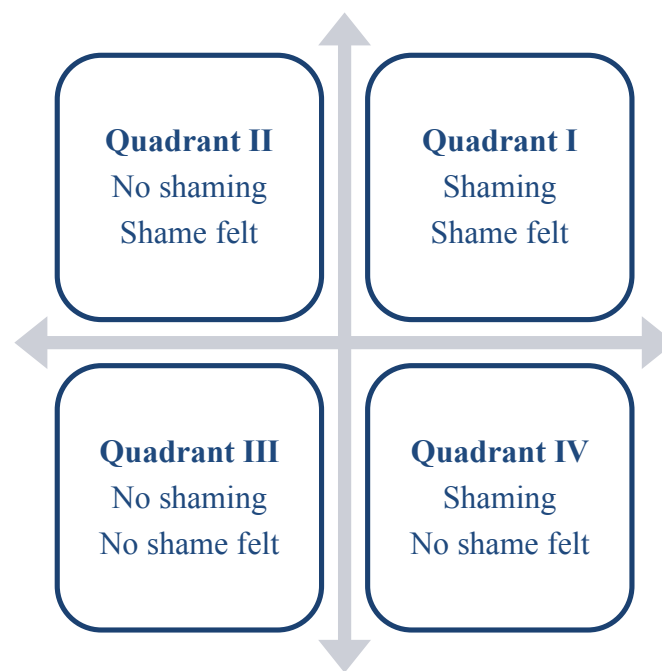 Quadrant II
No shaming
Shame felt
Quadrant I
Shaming
Shame felt
Quadrant III
No shaming
No shame felt
Quadrant IV
Shaming
No shame felt